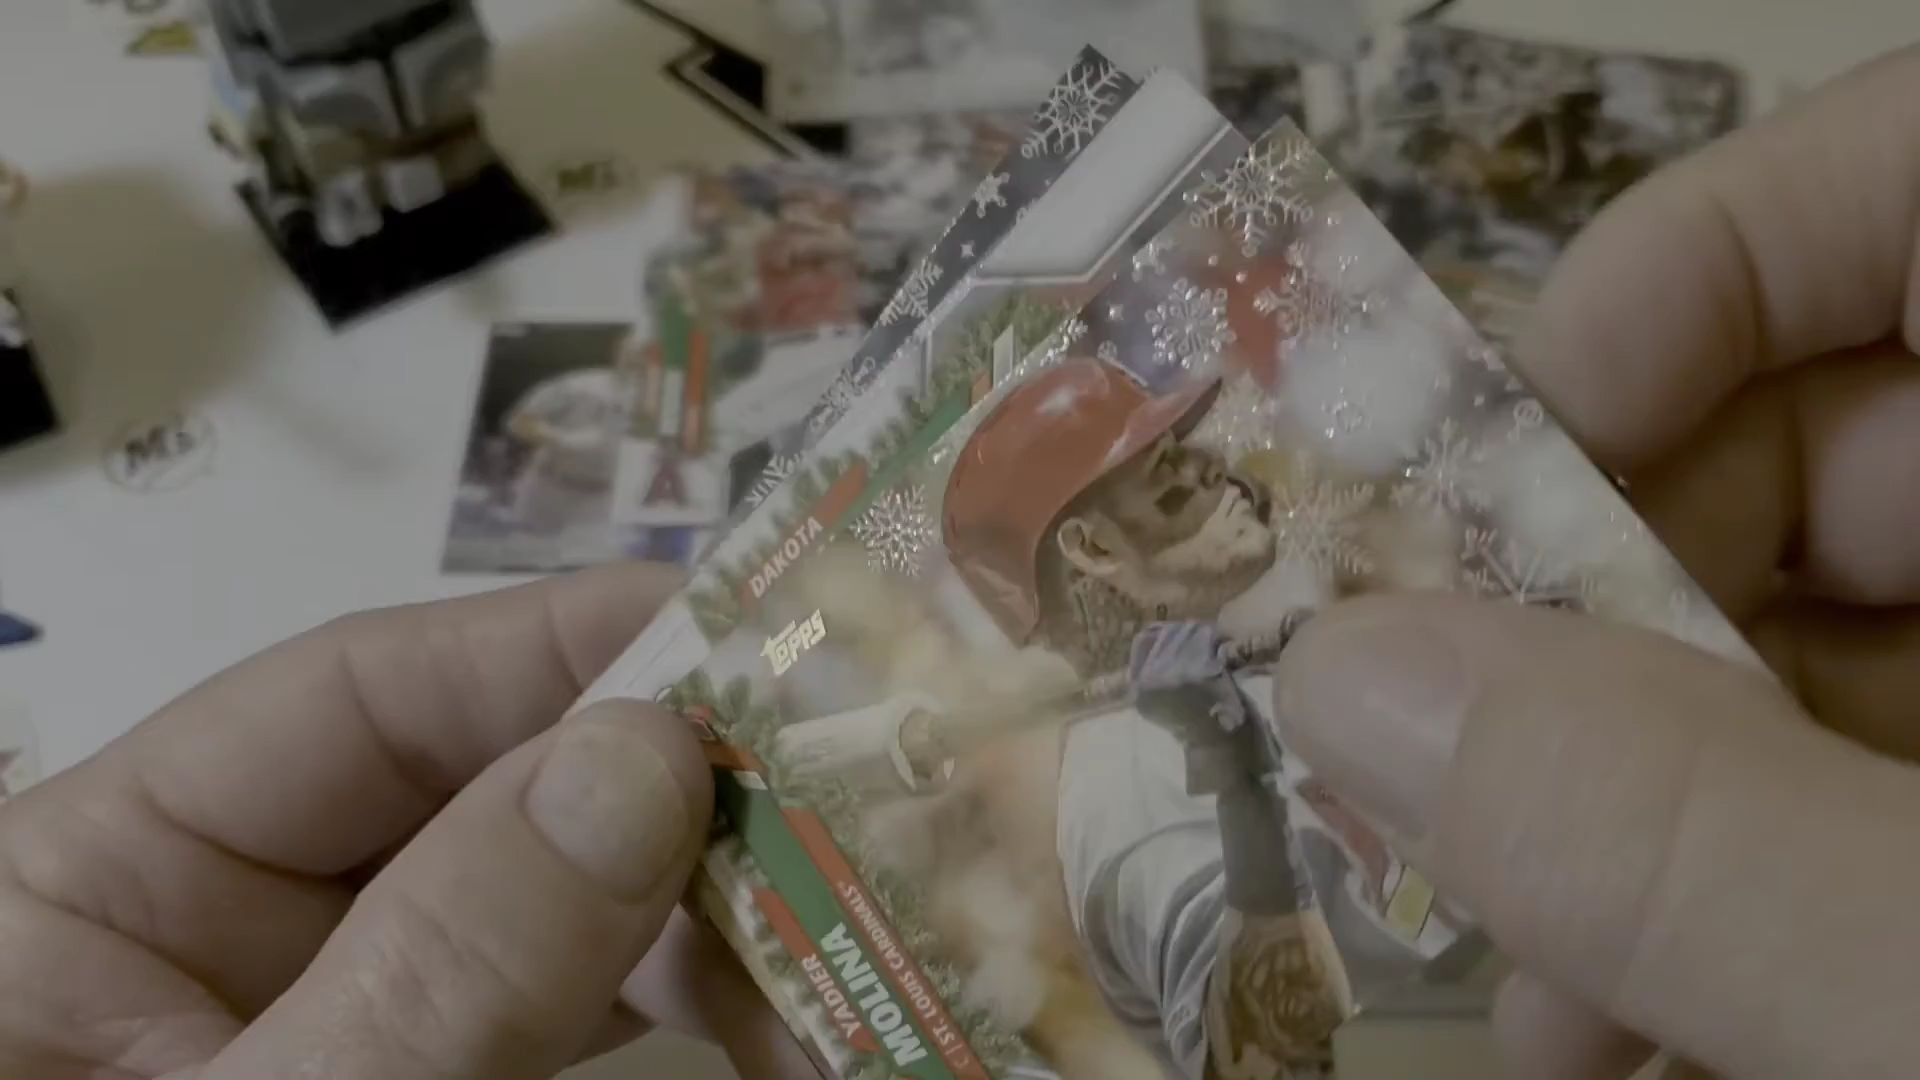 DAKOTA
TOPPS
YADIER
MOLINA
C | ST. LOUIS CARDINALS
A